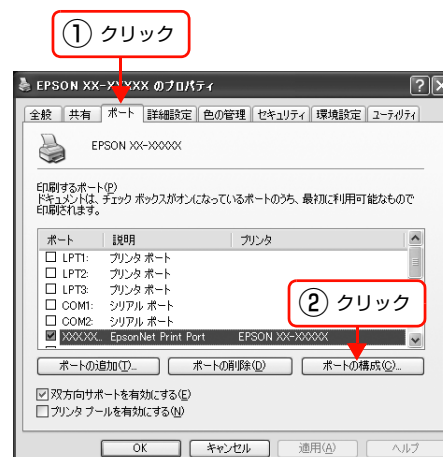 ① クリック
EPSON XX-XXXXX のプロパティ
全般 共有 ポート 詳細設定 色の管理 セキュリティ 環境設定 ユーティリティ
EPSON XX-XXXXX
印刷するポート(P)
ドキュメントは、チェック ボックスがオンになっているポートのうち、最初に利用可能なもので
印刷されます。
ポート 説明 プリンタ
LPT1: プリンタ ポート
LPT2: プリンタ ポート
LPT3: プリンタ ポート
COM1: シリアル ポート
COM2: シリアル ポート
② クリック
XXXXX... EpsonNet Print Port EPSON XX-XXXXX
ポートの追加(T)... ポートの削除(D) ポートの構成(C)...
双方向サポートを有効にする(E)
プリンタ プールを有効にする(N)
OK キャンセル 適用(A) ヘルプ